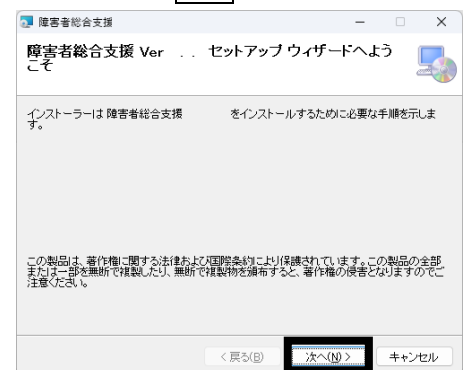 障害者総合支援
障害者総合支援 Ver . . セットアップ ウィザードへよう
こそ
インストーラーは 障害者総合支援 をインストールするために必要な手順を示しま
す。
この製品は、著作権に関する法律および国際条約により保護されています。この製品の全部
または一部を無断で複製したり、無断で複製物を頒布すると、著作権の侵害となりますのでご
注意ください。
< 戻る(B) 次へ(N) > キャンセル